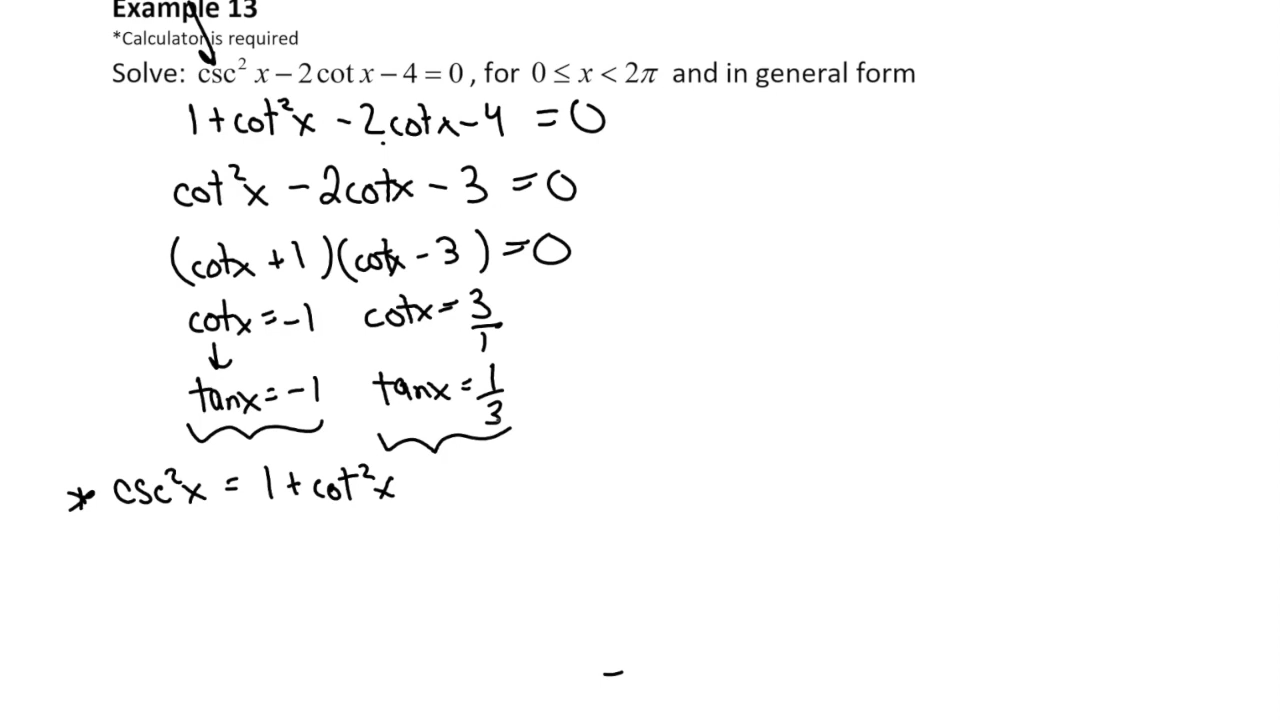 Example 13
*Calculator is required
Solve: csc² x − 2 cot x − 4 = 0 , for 0 ≤ x < 2π and in general form
1 + cot²x − 2cotx − 4 = 0
cot²x − 2cotx − 3 = 0
(cotx + 1)(cotx − 3) = 0
cotx = −1 cotx = 3/1
↓
tanx = −1 tanx = 1/3
* csc²x = 1 + cot²x